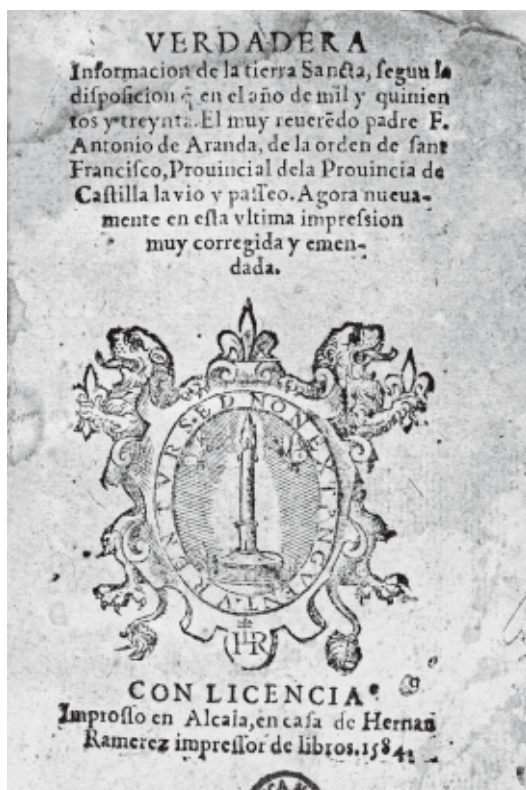 VERDADERA
Informacion de la tierra Sancta, ſegun la
diſpoſicion q̃ en el año de mil y quinien
tos y treynta. El muy reuerẽdo padre F.
Antonio de Aranda, de la orden de ſant
Franciſco, Prouincial dela Prouincia de
Caſtilla la vio y paſſeo. Agora nueua-
mente en eſta vltima impreſsion
muy corregida y emen-
dada.
SED NON
HR
CON LICENCIA.
Impreſſo en Alcala, en caſa de Hernan
Ramerez impreſſor de libros. 1584.